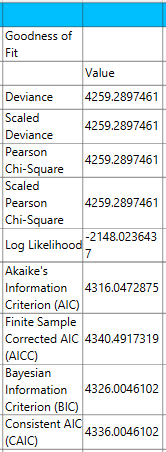 Goodness of
Fit
Value
Deviance 4259.2897461
Scaled
Deviance 4259.2897461
Pearson
Chi-Square 4259.2897461
Scaled
Pearson
Chi-Square 4259.2897461
Log Likelihood -2148.023643
7
Akaike's
Information
Criterion (AIC) 4316.0472875
Finite Sample
Corrected AIC
(AICC) 4340.4917319
Bayesian
Information
Criterion (BIC) 4326.0046102
Consistent AIC
(CAIC) 4336.0046102